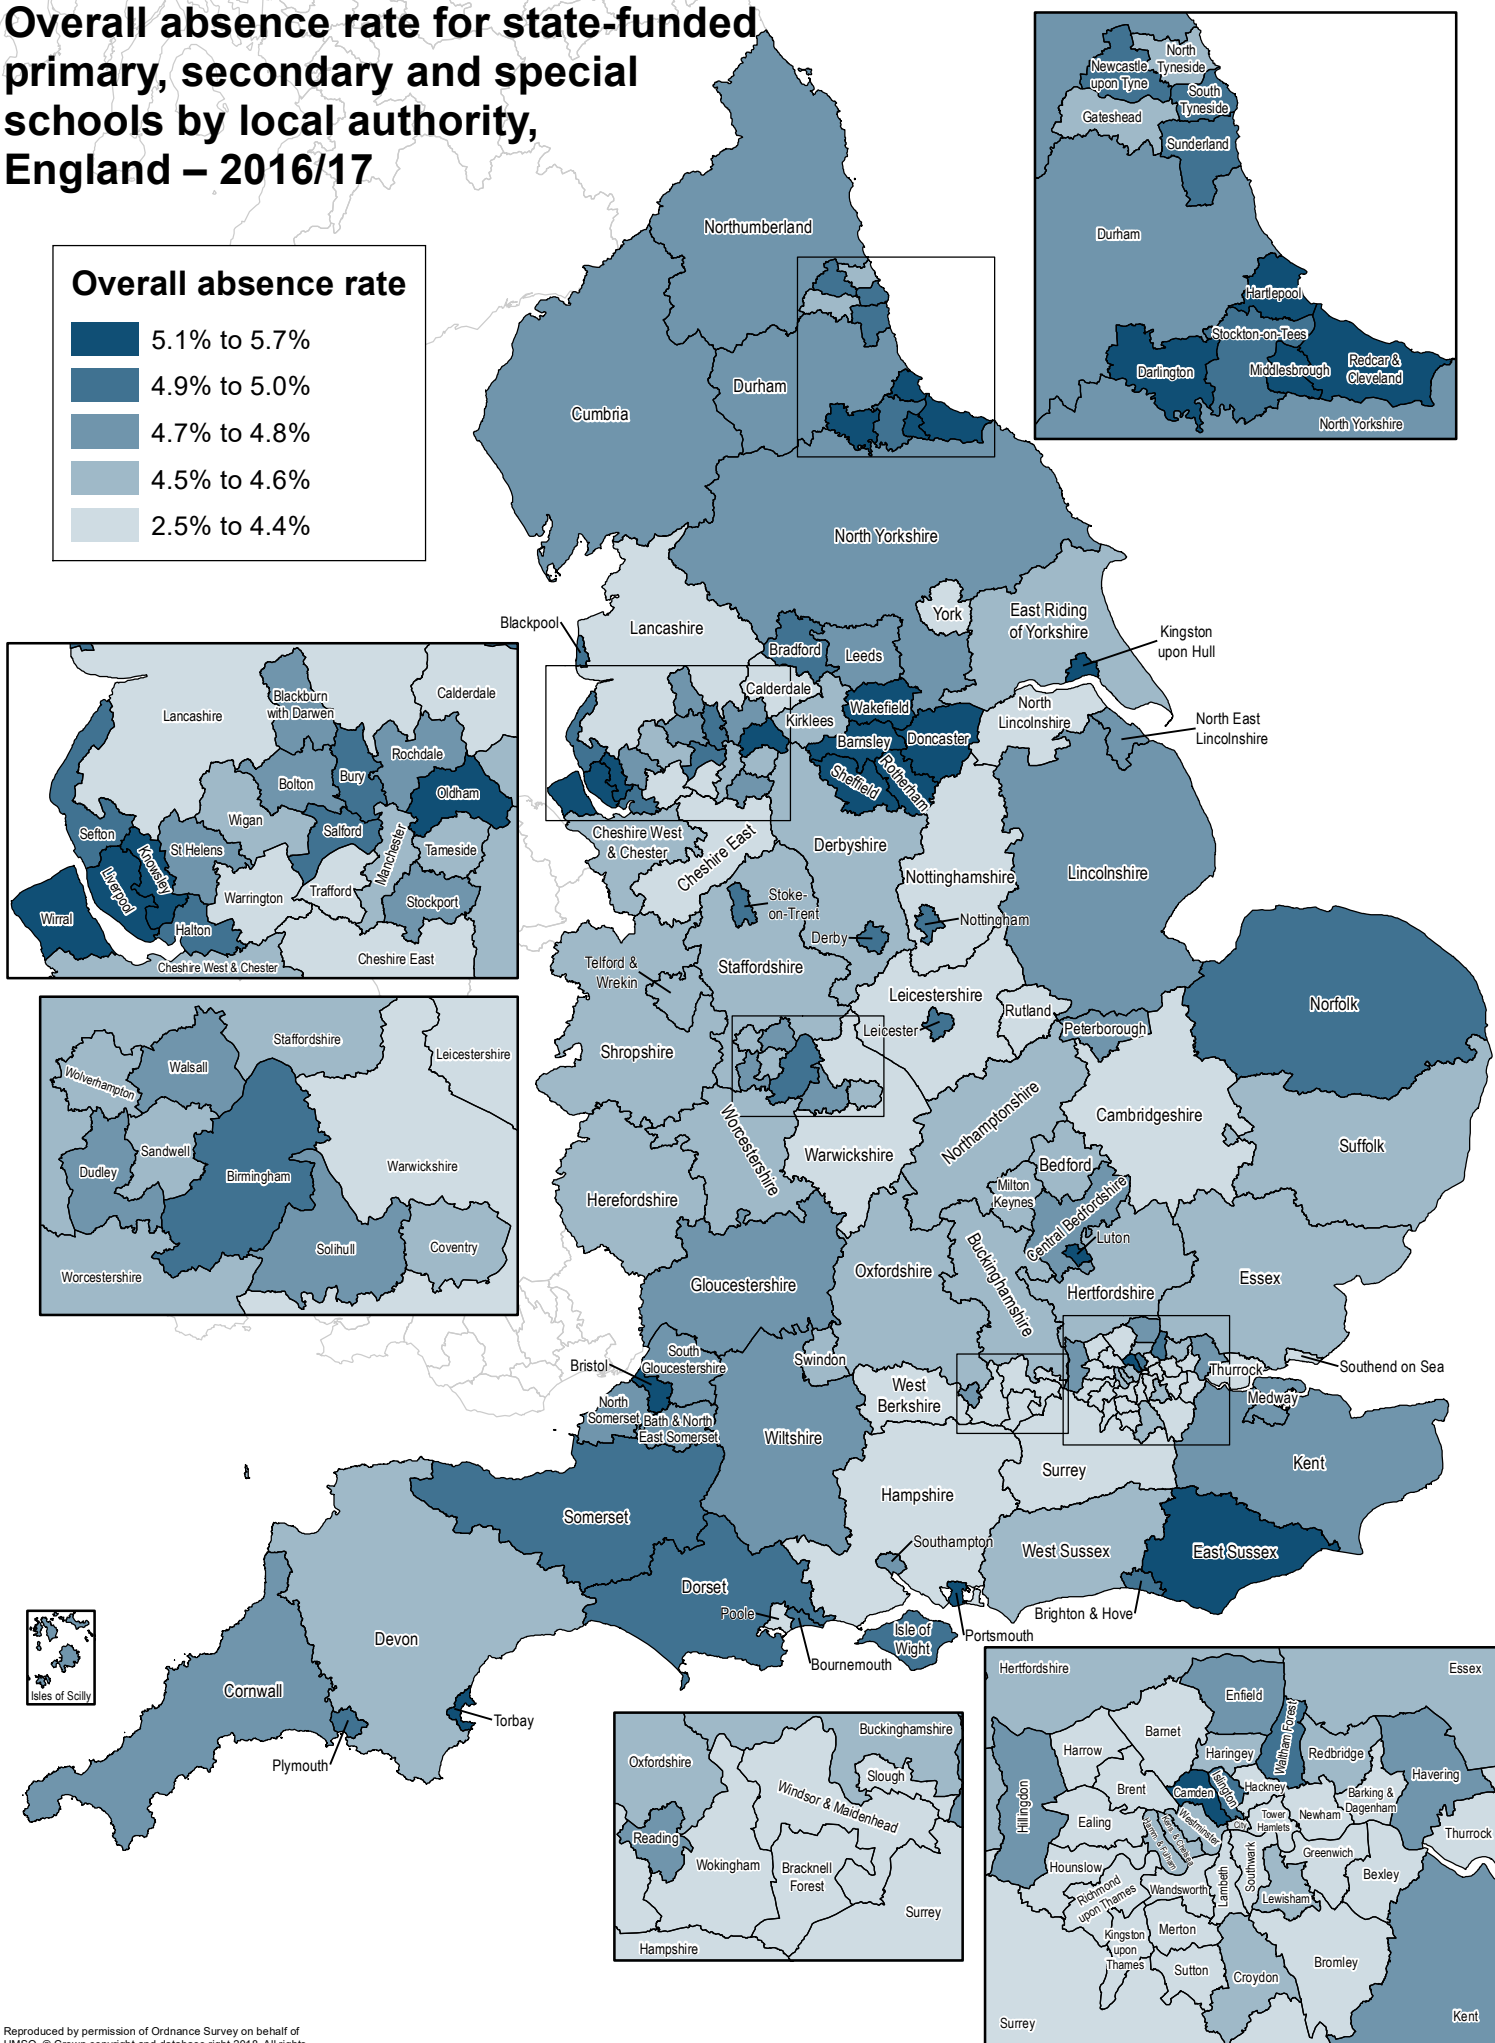 Overall absence rate for state-funded
primary, secondary and special
schools by local authority,
England – 2016/17
Overall absence rate
5.1% to 5.7%
4.9% to 5.0%
4.7% to 4.8%
4.5% to 4.6%
2.5% to 4.4%
North
Tyneside
Newcastle
upon Tyne
South
Tyneside
Gateshead
Sunderland
Durham
Hartlepool
Stockton-on-Tees
Darlington
Middlesbrough
Redcar &
Cleveland
North Yorkshire
Northumberland
Cumbria
Durham
North Yorkshire
Blackpool
Lancashire
York
East Riding
of Yorkshire
Kingston
upon Hull
Bradford
Leeds
Calderdale
Kirklees
Wakefield
North
Lincolnshire
North East
Lincolnshire
Barnsley
Doncaster
Sheffield
Rotherham
Cheshire West
& Chester
Cheshire East
Derbyshire
Nottinghamshire
Lincolnshire
Stoke-
on-Trent
Nottingham
Derby
Telford &
Wrekin
Staffordshire
Leicestershire
Rutland
Norfolk
Leicester
Peterborough
Shropshire
Cambridgeshire
Northamptonshire
Suffolk
Worcestershire
Warwickshire
Bedford
Herefordshire
Milton
Keynes
Central Bedfordshire
Luton
Buckinghamshire
Gloucestershire
Oxfordshire
Hertfordshire
Essex
South
Gloucestershire
Swindon
Bristol
Thurrock
Southend on Sea
West
Berkshire
Medway
North
Somerset
Bath & North
East Somerset
Wiltshire
Kent
Surrey
Hampshire
Somerset
Southampton
West Sussex
East Sussex
Dorset
Poole
Brighton & Hove
Isle of
Wight
Portsmouth
Bournemouth
Devon
Cornwall
Torbay
Plymouth
Isles of Scilly
Lancashire
Blackburn
with Darwen
Calderdale
Rochdale
Bolton
Bury
Oldham
Wigan
Sefton
Salford
St Helens
Manchester
Tameside
Knowsley
Liverpool
Warrington
Trafford
Stockport
Wirral
Halton
Cheshire West & Chester
Cheshire East
Staffordshire
Leicestershire
Walsall
Wolverhampton
Sandwell
Dudley
Birmingham
Warwickshire
Solihull
Coventry
Worcestershire
Buckinghamshire
Oxfordshire
Slough
Windsor & Maidenhead
Reading
Wokingham
Bracknell
Forest
Surrey
Hampshire
Hertfordshire
Essex
Enfield
Barnet
Waltham Forest
Harrow
Haringey
Redbridge
Havering
Hillingdon
Brent
Camden
Islington
Hackney
Barking &
Dagenham
Ealing
Westminster
City
Tower
Hamlets
Newham
Thurrock
Hamm. & Fulham
Kens. & Chelsea
Hounslow
Southwark
Greenwich
Bexley
Richmond
upon Thames
Wandsworth
Lambeth
Lewisham
Merton
Kingston
upon
Thames
Sutton
Croydon
Bromley
Surrey
Kent
Reproduced by permission of Ordnance Survey on behalf of
HMSO. © Crown copyright and database right 2018. All rights